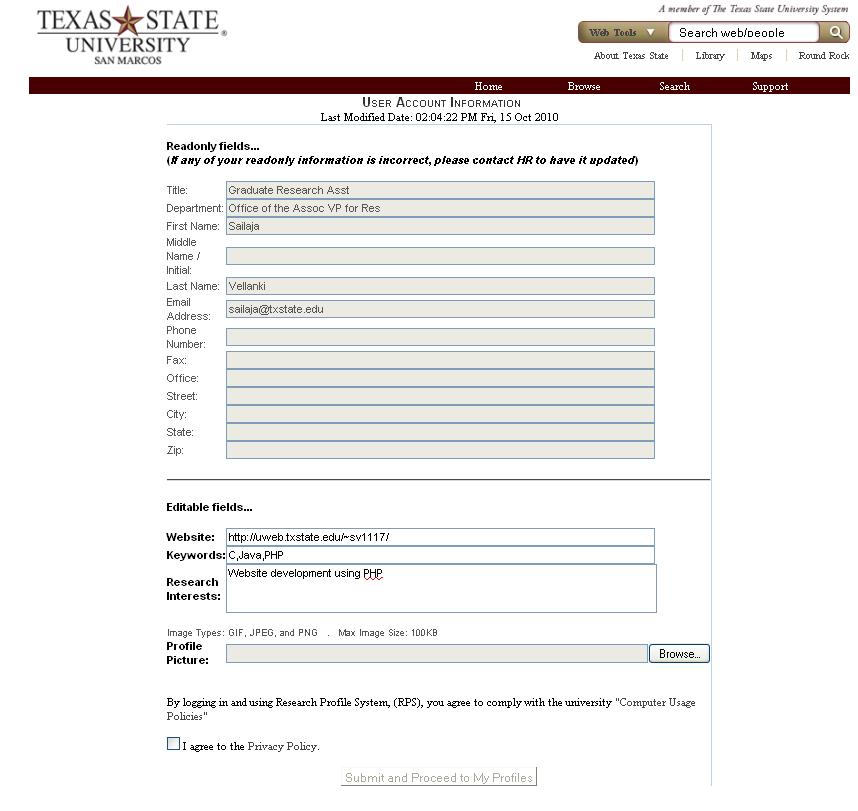 A member of The Texas State University System
TEXAS STATE
UNIVERSITY
SAN MARCOS
®
Web Tools ▼ Search web/people
About Texas State Library Maps Round Rock
Home Browse Search Support
USER ACCOUNT INFORMATION
Last Modified Date: 02:04:22 PM Fri, 15 Oct 2010
Readonly fields...
(If any of your readonly information is incorrect, please contact HR to have it updated)
Title: Graduate Research Asst
Department: Office of the Assoc VP for Res
First Name: Sailaja
Middle
Name /
Initial:
Last Name: Vellanki
Email
Address: sailaja@txstate.edu
Phone
Number:
Fax:
Office:
Street:
City:
State:
Zip:
Editable fields...
Website: http://uweb.txstate.edu/~sv1117/
Keywords: C,Java,PHP
Research
Interests: Website development using PHP
Image Types: GIF, JPEG, and PNG . Max Image Size: 100KB
Profile
Picture: Browse...
By logging in and using Research Profile System, (RPS), you agree to comply with the university "Computer Usage
Policies"
I agree to the Privacy Policy.
Submit and Proceed to My Profiles